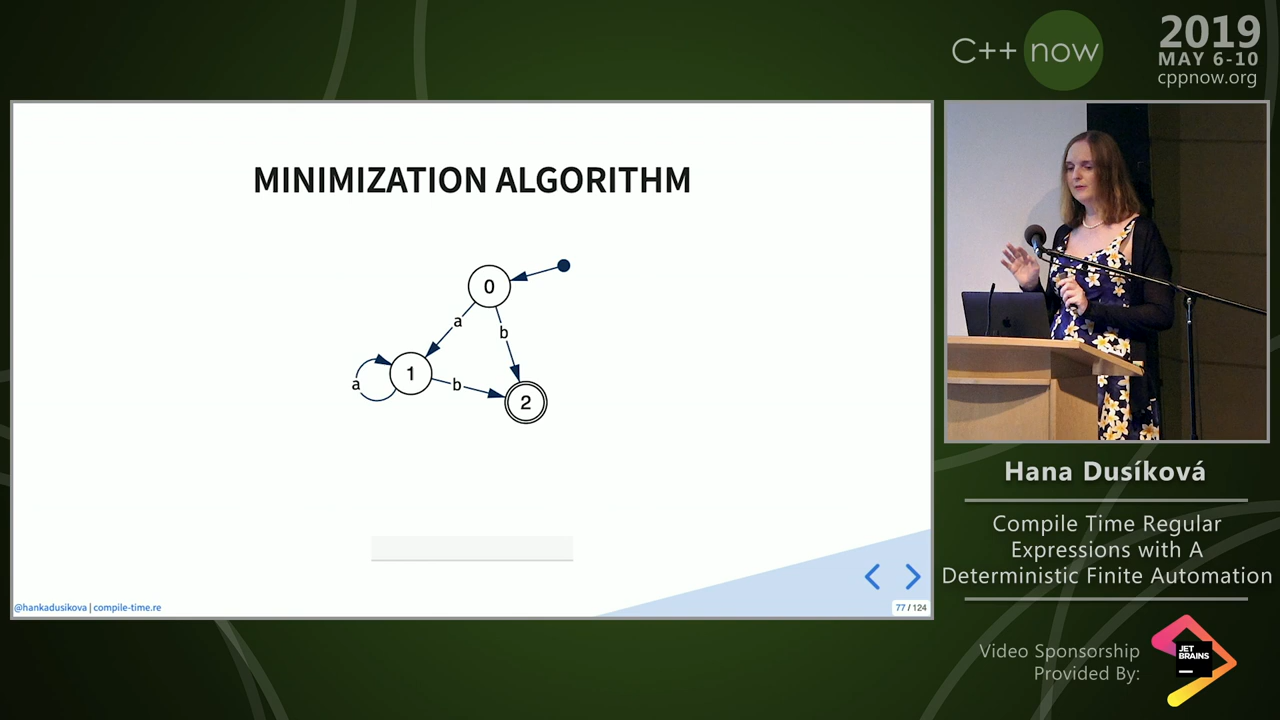 C++ now
2019
MAY 6-10
cppnow.org
MINIMIZATION ALGORITHM
0
a
b
1
a
b
2
@hankadusikova | compile-time.re
77 / 124
Hana Dusíková
Compile Time Regular
Expressions with A
Deterministic Finite Automation
Video Sponsorship
Provided By:
JET
BRAINS